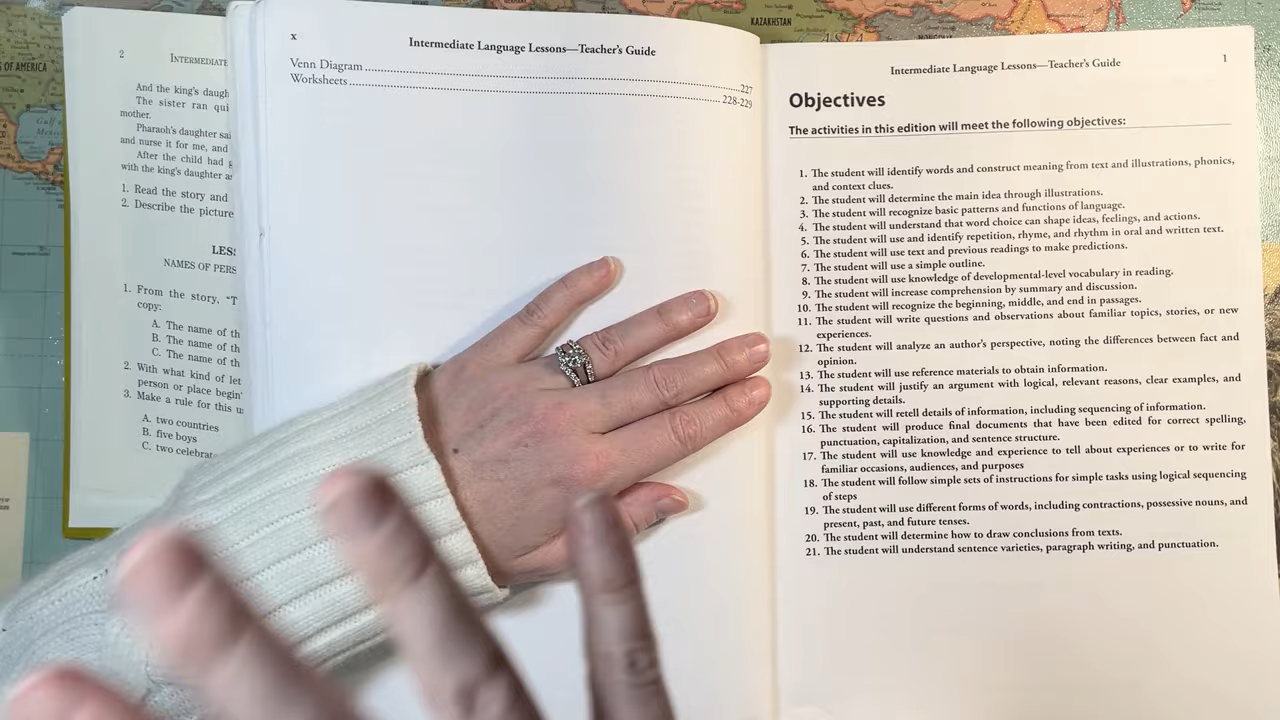 KAZAKHSTAN
ASIA
OF AMERICA
Gulf of
2
INTERMEDIATE
And the king's daugh
The sister ran qui
mother.
Pharaoh's daughter sai
and nurse it for me, and
After the child had g
with the king's daughter a
1. Read the story and
2. Describe the picture
LESS
NAMES OF PERS
1. From the story, "T
copy:
A. The name of th
B. The name of th
C. The name of th
2. With what kind of let
person or place begin
3. Make a rule for this u
A. two countries
B. five boys
C. two celebrat
x
Intermediate Language Lessons—Teacher's Guide
Venn Diagram 227
Worksheets 228-229
Intermediate Language Lessons—Teacher's Guide
1
Objectives
The activities in this edition will meet the following objectives:
1. The student will identify words and construct meaning from text and illustrations, phonics,
and context clues.
2. The student will determine the main idea through illustrations.
3. The student will recognize basic patterns and functions of language.
4. The student will understand that word choice can shape ideas, feelings, and actions.
5. The student will use and identify repetition, rhyme, and rhythm in oral and written text.
6. The student will use text and previous readings to make predictions.
7. The student will use a simple outline.
8. The student will use knowledge of developmental-level vocabulary in reading.
9. The student will increase comprehension by summary and discussion.
10. The student will recognize the beginning, middle, and end in passages.
11. The student will write questions and observations about familiar topics, stories, or new
experiences.
12. The student will analyze an author's perspective, noting the differences between fact and
opinion.
13. The student will use reference materials to obtain information.
14. The student will justify an argument with logical, relevant reasons, clear examples, and
supporting details.
15. The student will retell details of information, including sequencing of information.
16. The student will produce final documents that have been edited for correct spelling,
punctuation, capitalization, and sentence structure.
17. The student will use knowledge and experience to tell about experiences or to write for
familiar occasions, audiences, and purposes
18. The student will follow simple sets of instructions for simple tasks using logical sequencing
of steps
19. The student will use different forms of words, including contractions, possessive nouns, and
present, past, and future tenses.
20. The student will determine how to draw conclusions from texts.
21. The student will understand sentence varieties, paragraph writing, and punctuation.